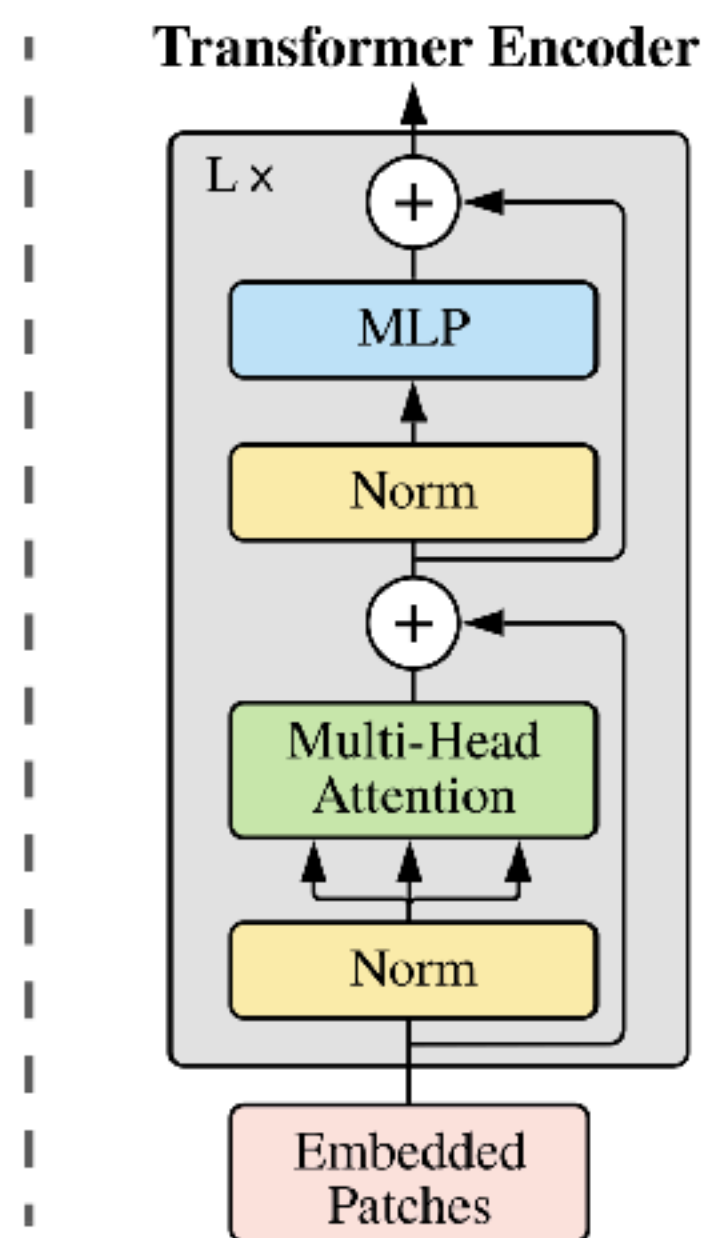 Transformer Encoder
L ×
+
MLP
Norm
+
Multi-Head
Attention
Norm
Embedded
Patches